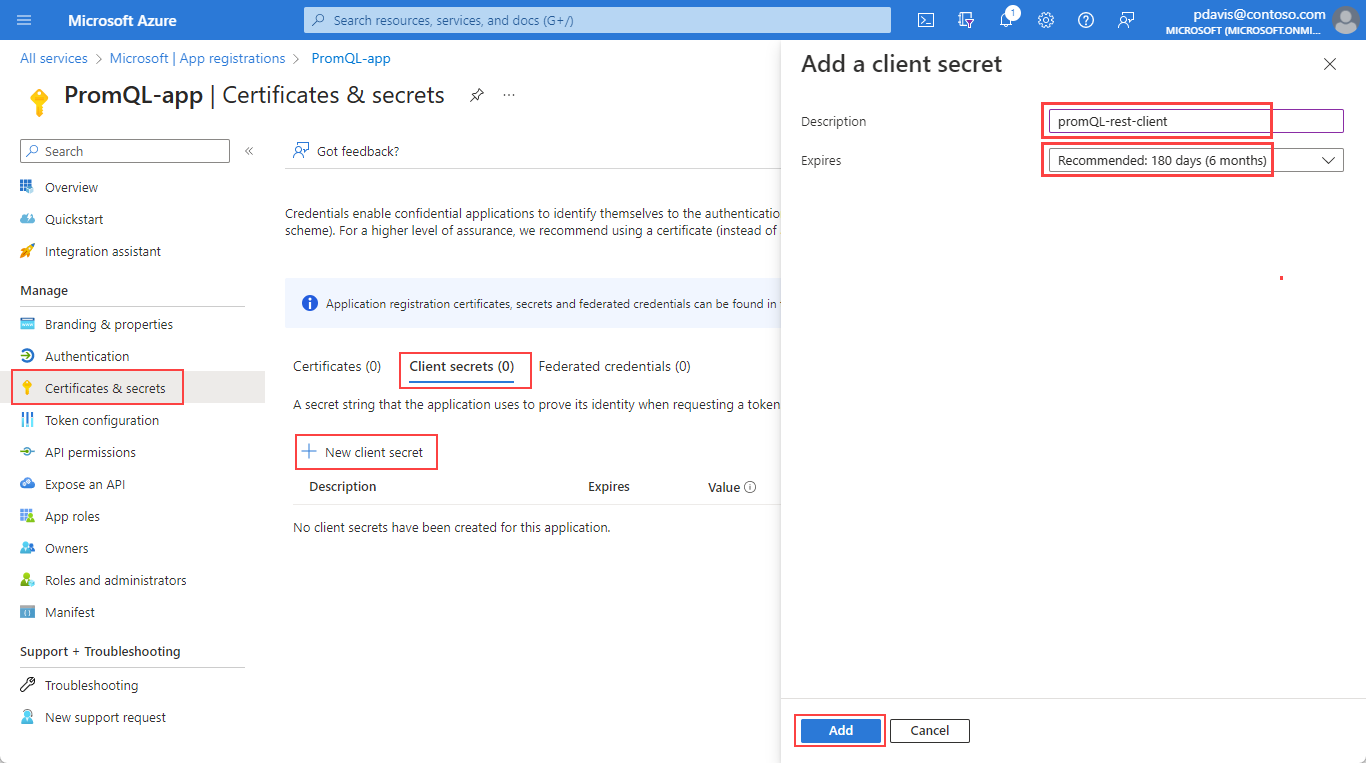 Microsoft Azure
Search resources, services, and docs (G+/)
1
pdavis@contoso.com
MICROSOFT (MICROSOFT.ONMI...
All services > Microsoft | App registrations > PromQL-app
PromQL-app | Certificates & secrets
...
Search
«
Overview
Quickstart
Integration assistant
Manage
Branding & properties
Authentication
Certificates & secrets
Token configuration
API permissions
Expose an API
App roles
Owners
Roles and administrators
Manifest
Support + Troubleshooting
Troubleshooting
New support request
Got feedback?
Credentials enable confidential applications to identify themselves to the authentication
scheme). For a higher level of assurance, we recommend using a certificate (instead of
Application registration certificates, secrets and federated credentials can be found in
Certificates (0) Client secrets (0) Federated credentials (0)
A secret string that the application uses to prove its identity when requesting a token
New client secret
Description Expires Value
No client secrets have been created for this application.
Add a client secret
Description promQL-rest-client
Expires Recommended: 180 days (6 months)
Add Cancel